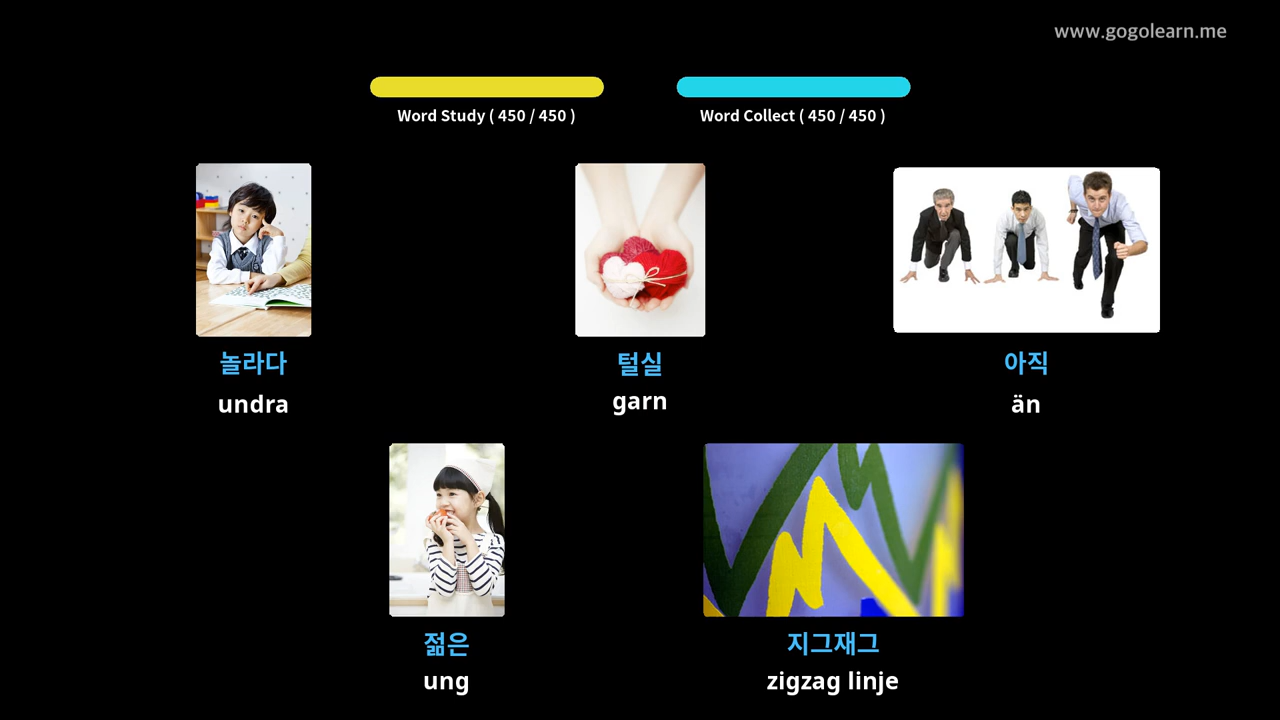 www.gogolearn.me
Word Study ( 450 / 450 )
Word Collect ( 450 / 450 )
놀라다
undra
털실
garn
아직
än
젊은
ung
지그재그
zigzag linje